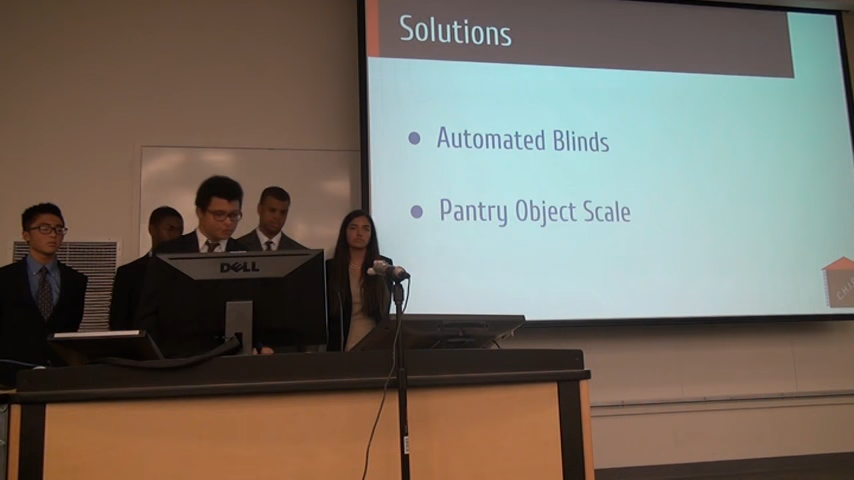 Solutions
● Automated Blinds
● Pantry Object Scale
DELL